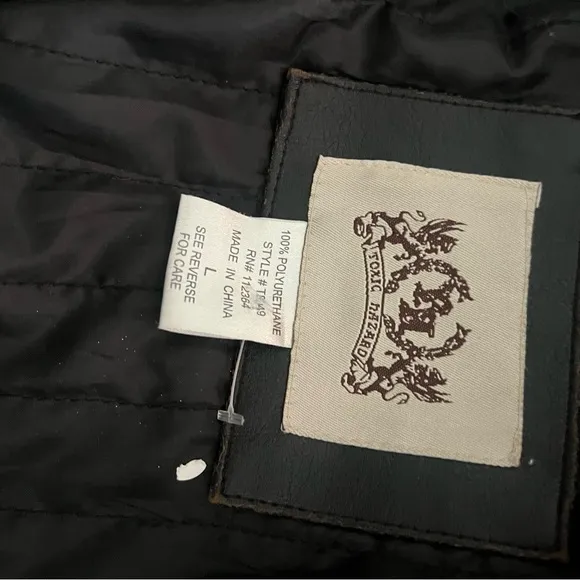 100% POLYURETHANE
STYLE #
RN# 112364
MADE IN CHINA
L
SEE REVERSE
FOR CARE
TOXIC HAZARD
H